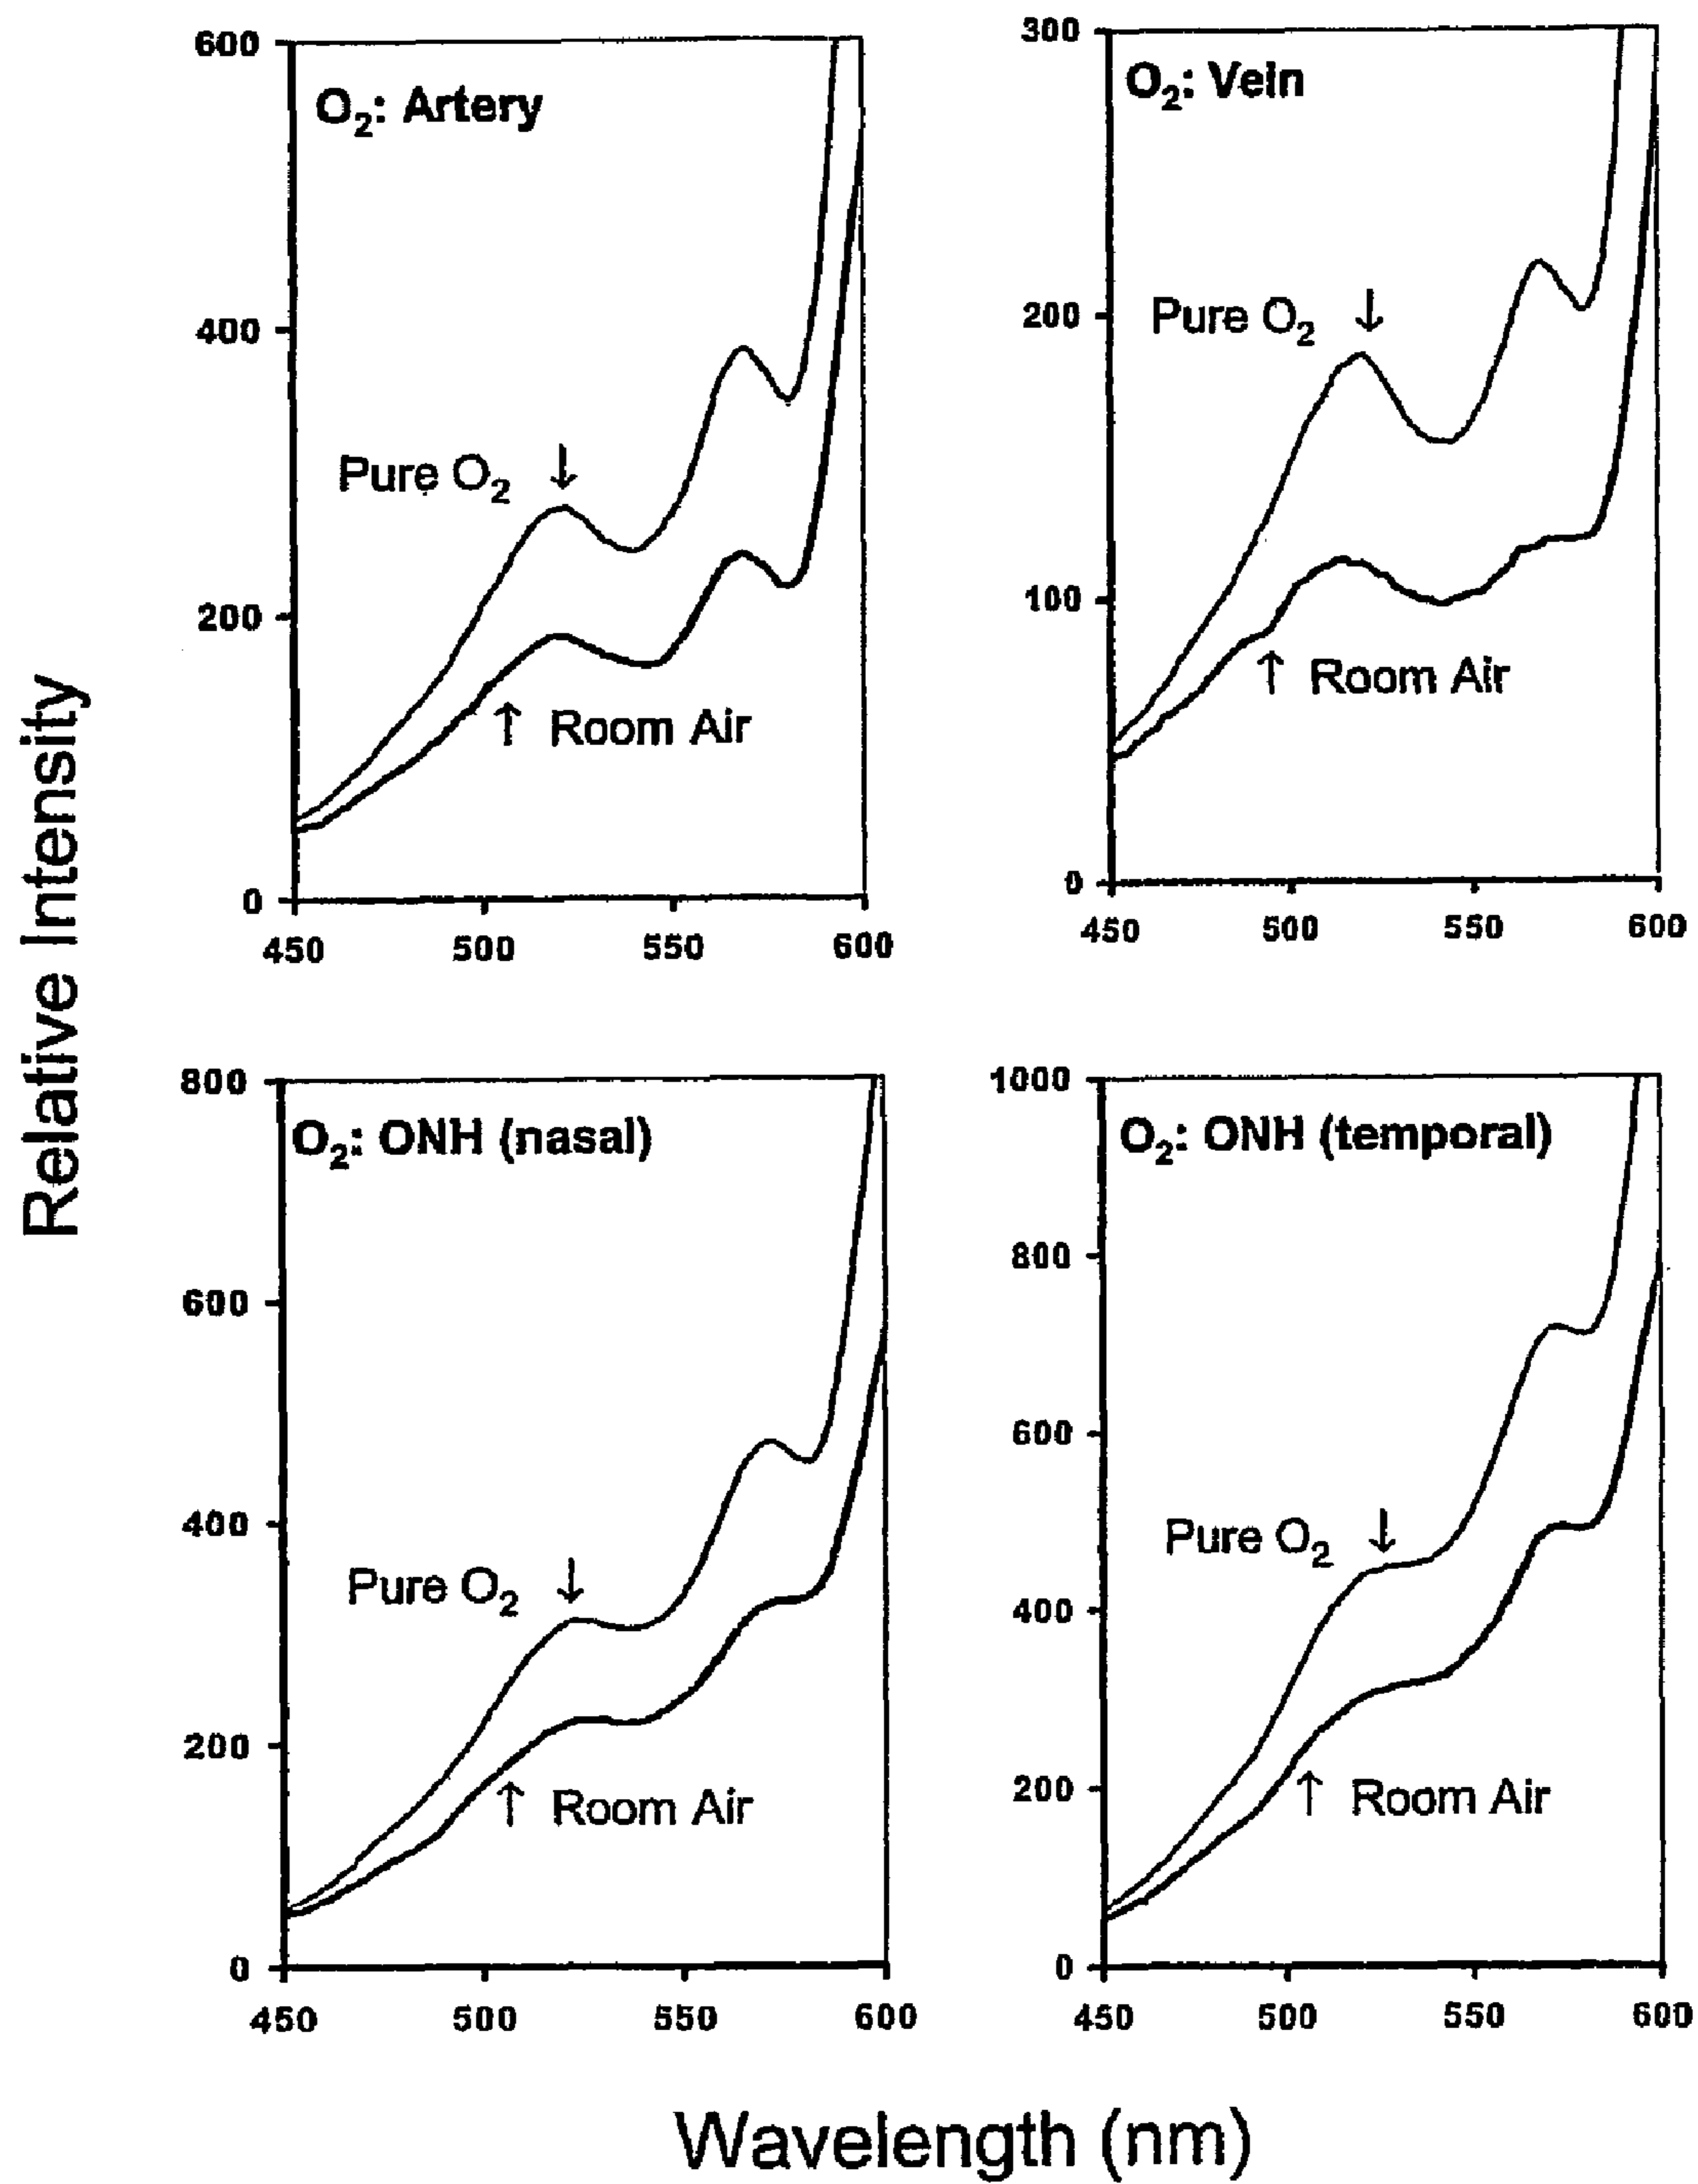 Relative Intensity
O₂: Artery
600
400
200
0
450 500 550 600
Pure O₂ ↓
↑ Room Air
O₂: Vein
300
200
100
0
450 500 550 600
Pure O₂ ↓
↑ Room Air
O₂: ONH (nasal)
800
600
400
200
0
450 500 550 600
Pure O₂ ↓
↑ Room Air
O₂: ONH (temporal)
1000
800
600
400
200
0
450 500 550 600
Pure O₂ ↓
↑ Room Air
Wavelength (nm)